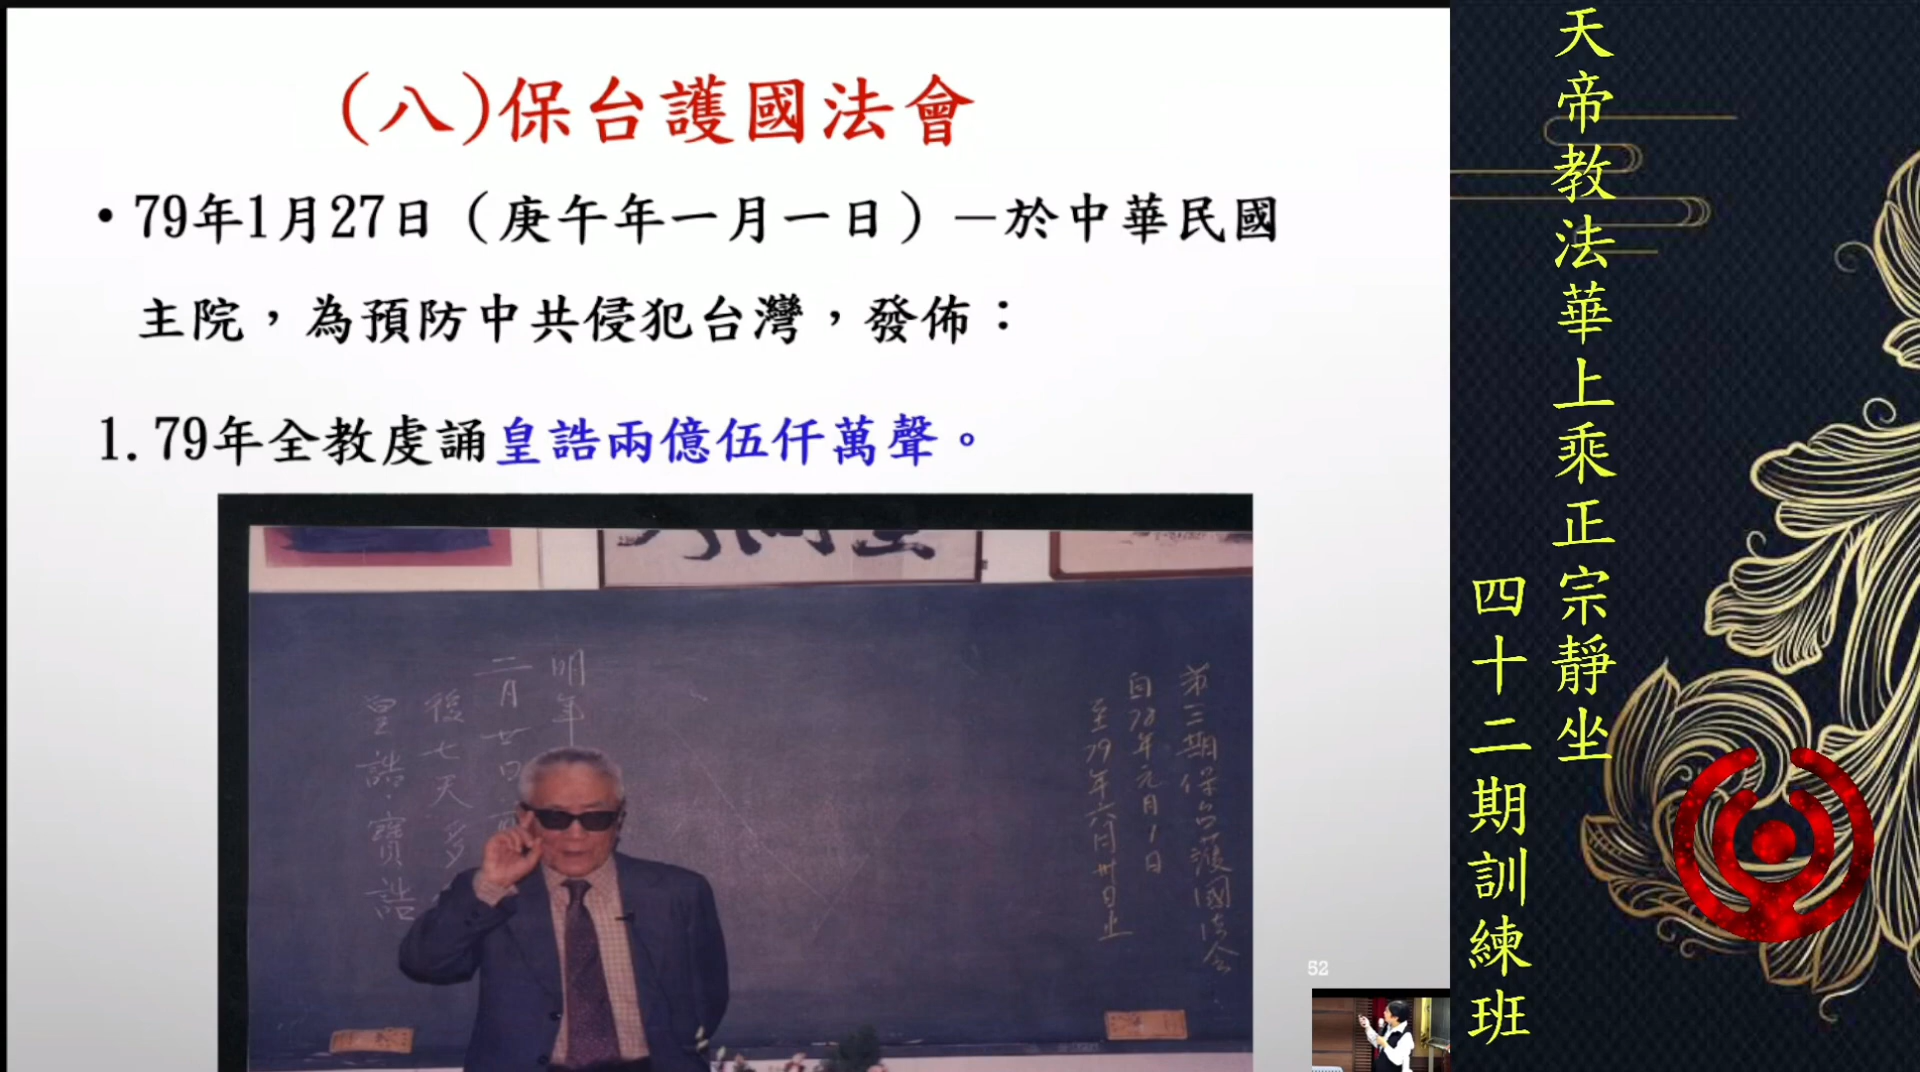 (八)保台護國法會
•79年1月27日（庚午年一月一日）—於中華民國
主院，為預防中共侵犯台灣，發佈：
1. 79年全教虔誦皇誥兩億伍仟萬聲。
第三期保台護國法會
自78年元月1日
至79年六月卅日止
明年
二月廿日
後七天多
皇誥·寶誥
52
天帝教法華上乘正宗靜坐
四十二期訓練班